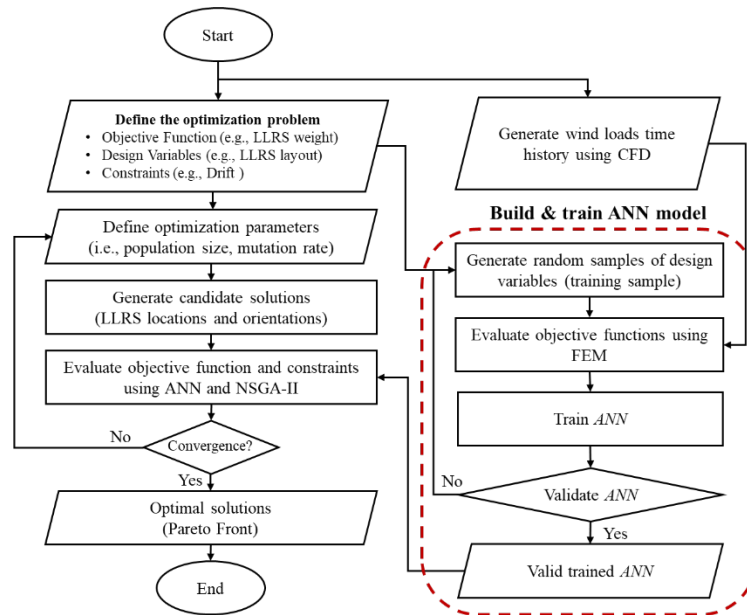 Start
Define the optimization problem
• Objective Function (e.g., LLRS weight)
• Design Variables (e.g., LLRS layout)
• Constraints (e.g., Drift )
Generate wind loads time
history using CFD
Define optimization parameters
(i.e., population size, mutation rate)
Generate candidate solutions
(LLRS locations and orientations)
Evaluate objective function and constraints
using ANN and NSGA-II
No
Convergence?
Yes
Optimal solutions
(Pareto Front)
End
Build & train ANN model
Generate random samples of design
variables (training sample)
Evaluate objective functions using
FEM
Train ANN
No
Validate ANN
Yes
Valid trained ANN